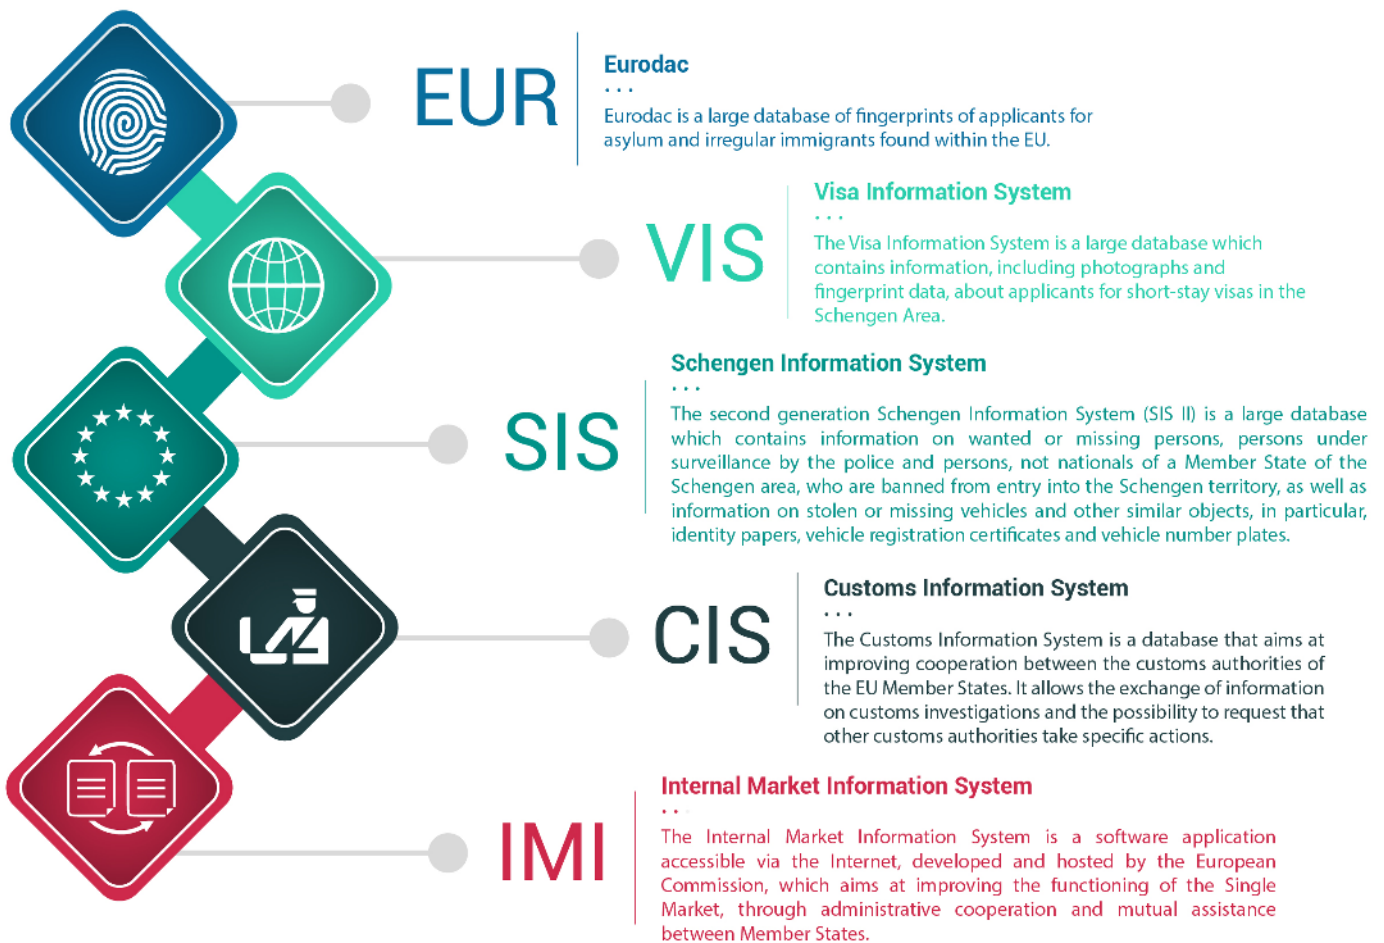 EUR
Eurodac
...
Eurodac is a large database of fingerprints of applicants for
asylum and irregular immigrants found within the EU.
VIS
Visa Information System
...
The Visa Information System is a large database which
contains information, including photographs and
fingerprint data, about applicants for short-stay visas in the
Schengen Area.
SIS
Schengen Information System
...
The second generation Schengen Information System (SIS II) is a large database
which contains information on wanted or missing persons, persons under
surveillance by the police and persons, not nationals of a Member State of the
Schengen area, who are banned from entry into the Schengen territory, as well as
information on stolen or missing vehicles and other similar objects, in particular,
identity papers, vehicle registration certificates and vehicle number plates.
CIS
Customs Information System
...
The Customs Information System is a database that aims at
improving cooperation between the customs authorities of
the EU Member States. It allows the exchange of information
on customs investigations and the possibility to request that
other customs authorities take specific actions.
IMI
Internal Market Information System
...
The Internal Market Information System is a software application
accessible via the Internet, developed and hosted by the European
Commission, which aims at improving the functioning of the Single
Market, through administrative cooperation and mutual assistance
between Member States.